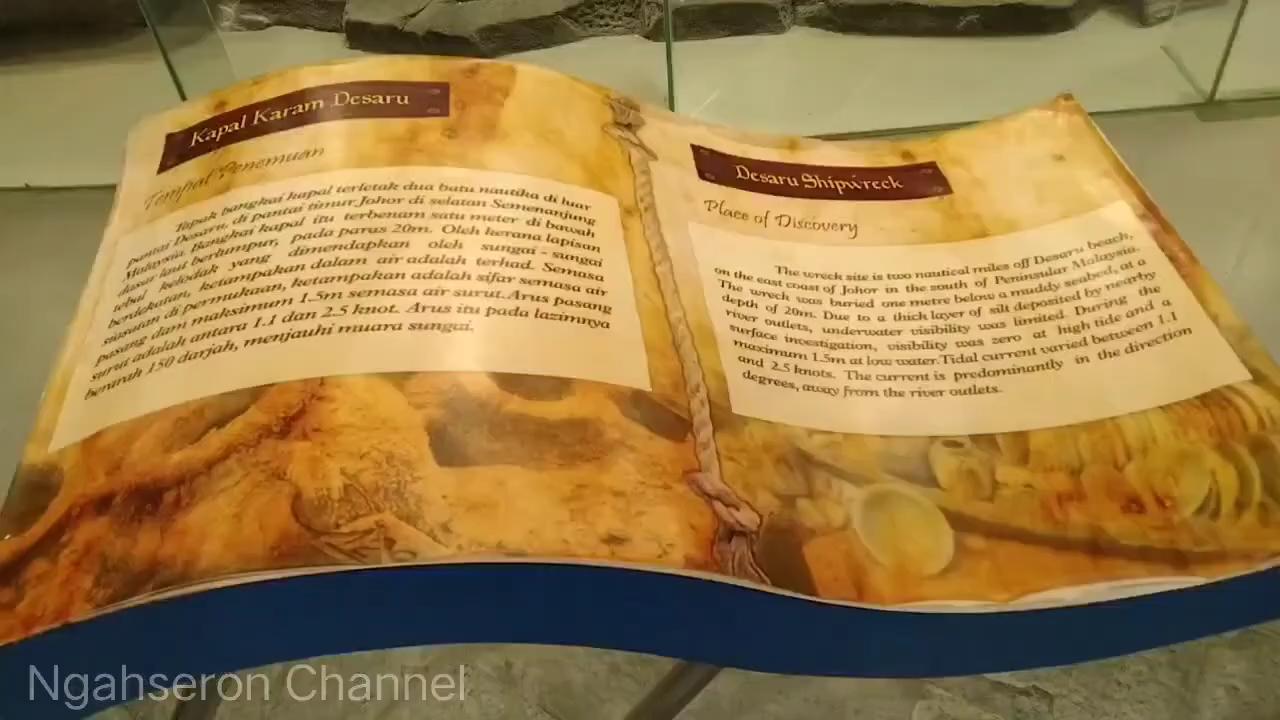 Kapal Karam Desaru
Tempat Penemuan
Tapak bangkai kapal terletak dua batu nautika di luar
pantai Desaru, di pantai timur Johor di selatan Semenanjung
Malaysia. Bangkai kapal itu terbenam satu meter di bawah
dasar laut berlumpur, pada parus 20m. Oleh kerana lapisan
tebal kelodak yang dimendapkan oleh sungai - sungai
berdekatan, ketampakan dalam air adalah terhad. Semasa
siasatan di permukaan, ketampakan adalah sifar semasa air
pasang dam maksimum 1.5m semasa air surut. Arus pasang
surut adalah antara 1.1 dan 2.5 knot. Arus itu pada lazimnya
berarah 150 darjah, menjauhi muara sungai.
Desaru Shipwreck
Place of Discovery
The wreck site is two nautical miles off Desaru beach,
on the east coast of Johor in the south of Peninsular Malaysia.
The wreck was buried one metre below a muddy seabed, at a
depth of 20m. Due to a thick layer of silt deposited by nearby
river outlets, underwater visibility was limited. During the
surface investigation, visibility was zero at high tide and a
maximum 1.5m at low water. Tidal current varied between 1.1
and 2.5 knots. The current is predominantly in the direction
degrees, away from the river outlets.
Ngahseron Channel